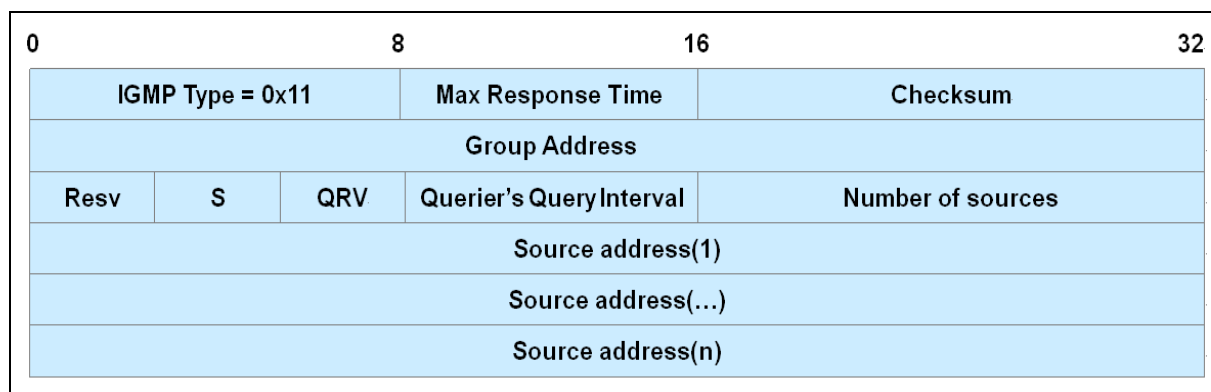 0 8 16 32
IGMP Type = 0x11 Max Response Time Checksum
Group Address
Resv S QRV Querier's Query Interval Number of sources
Source address(1)
Source address(...)
Source address(n)